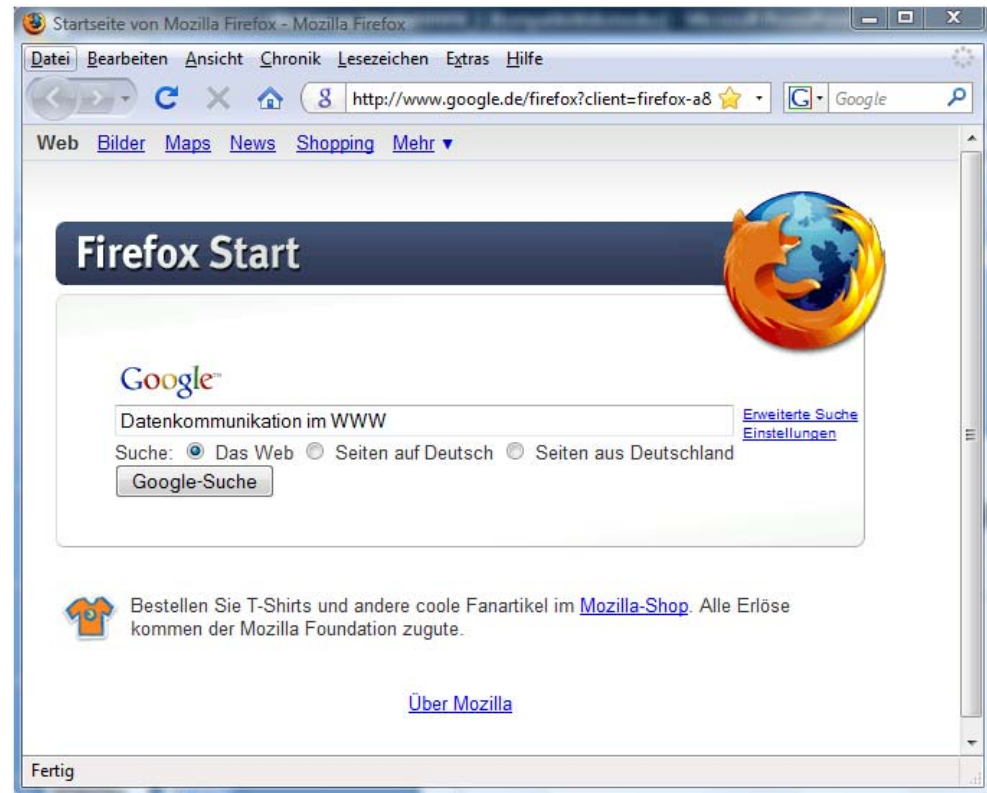 Startseite von Mozilla Firefox - Mozilla Firefox
Datei Bearbeiten Ansicht Chronik Lesezeichen Extras Hilfe
8 http://www.google.de/firefox?client=firefox-a8 G Google
Web Bilder Maps News Shopping Mehr ▼
Firefox Start
Google™
Datenkommunikation im WWW
Erweiterte Suche
Einstellungen
Suche: Das Web Seiten auf Deutsch Seiten aus Deutschland
Google-Suche
Bestellen Sie T-Shirts und andere coole Fanartikel im Mozilla-Shop. Alle Erlöse
kommen der Mozilla Foundation zugute.
Über Mozilla
Fertig